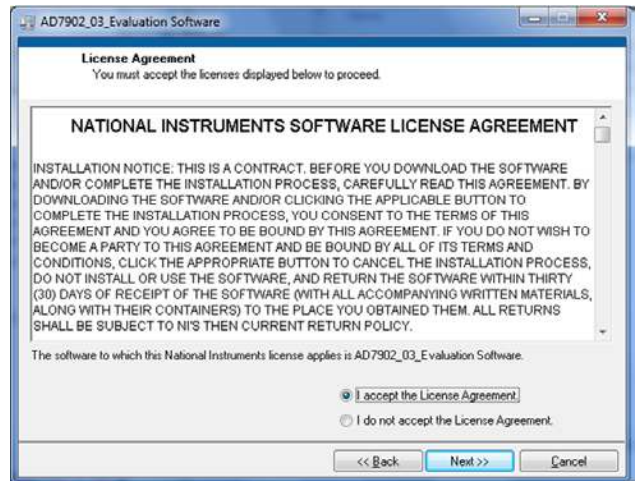 AD7902_03_Evaluation Software
License Agreement
You must accept the licenses displayed below to proceed.
NATIONAL INSTRUMENTS SOFTWARE LICENSE AGREEMENT
INSTALLATION NOTICE: THIS IS A CONTRACT. BEFORE YOU DOWNLOAD THE SOFTWARE
AND/OR COMPLETE THE INSTALLATION PROCESS, CAREFULLY READ THIS AGREEMENT. BY
DOWNLOADING THE SOFTWARE AND/OR CLICKING THE APPLICABLE BUTTON TO
COMPLETE THE INSTALLATION PROCESS, YOU CONSENT TO THE TERMS OF THIS
AGREEMENT AND YOU AGREE TO BE BOUND BY THIS AGREEMENT. IF YOU DO NOT WISH TO
BECOME A PARTY TO THIS AGREEMENT AND BE BOUND BY ALL OF ITS TERMS AND
CONDITIONS, CLICK THE APPROPRIATE BUTTON TO CANCEL THE INSTALLATION PROCESS,
DO NOT INSTALL OR USE THE SOFTWARE, AND RETURN THE SOFTWARE WITHIN THIRTY
(30) DAYS OF RECEIPT OF THE SOFTWARE (WITH ALL ACCOMPANYING WRITTEN MATERIALS,
ALONG WITH THEIR CONTAINERS) TO THE PLACE YOU OBTAINED THEM. ALL RETURNS
SHALL BE SUBJECT TO NI'S THEN CURRENT RETURN POLICY.
The software to which this National Instruments license applies is AD7902_03_Evaluation Software.
I accept the License Agreement.
I do not accept the License Agreement.
<< Back Next >> Cancel